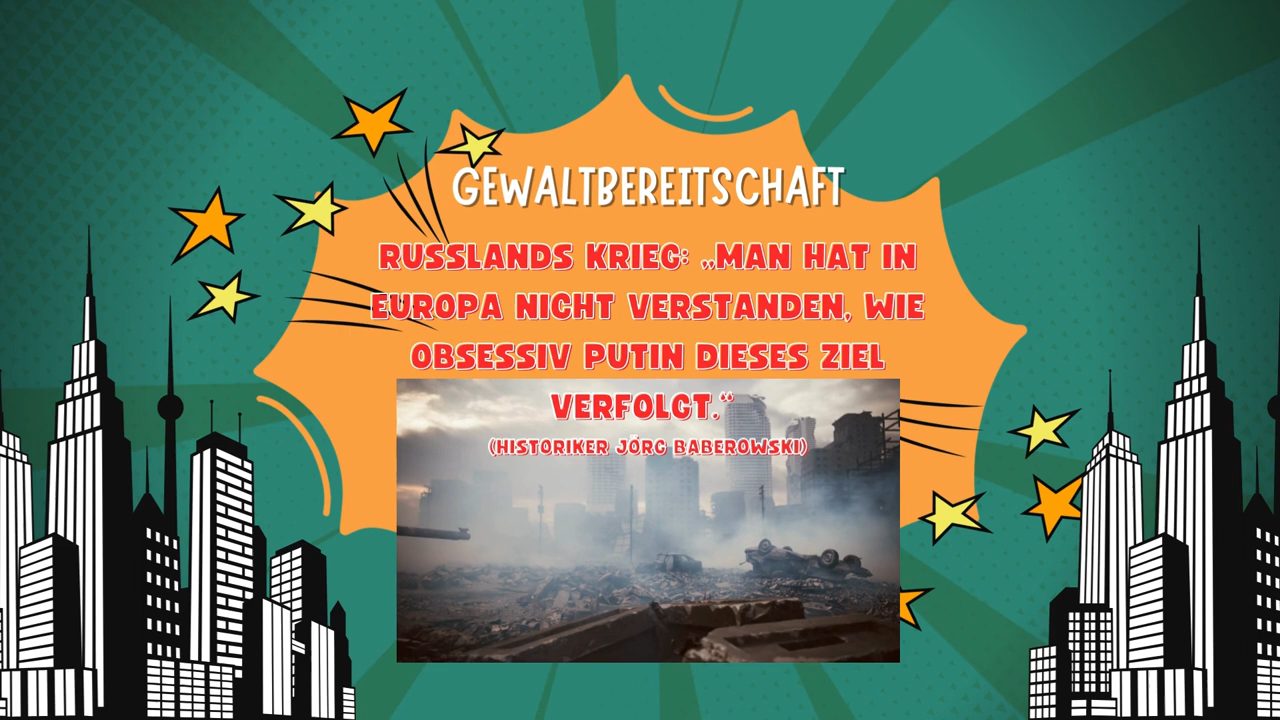 GEWALTBEREITSCHAFT
RUSSLANDS KRIEG: „MAN HAT IN
EUROPA NICHT VERSTANDEN, WIE
OBSESSIV PUTIN DIESES ZIEL
VERFOLGT.“
(HISTORIKER JÖRG BABEROWSKI)